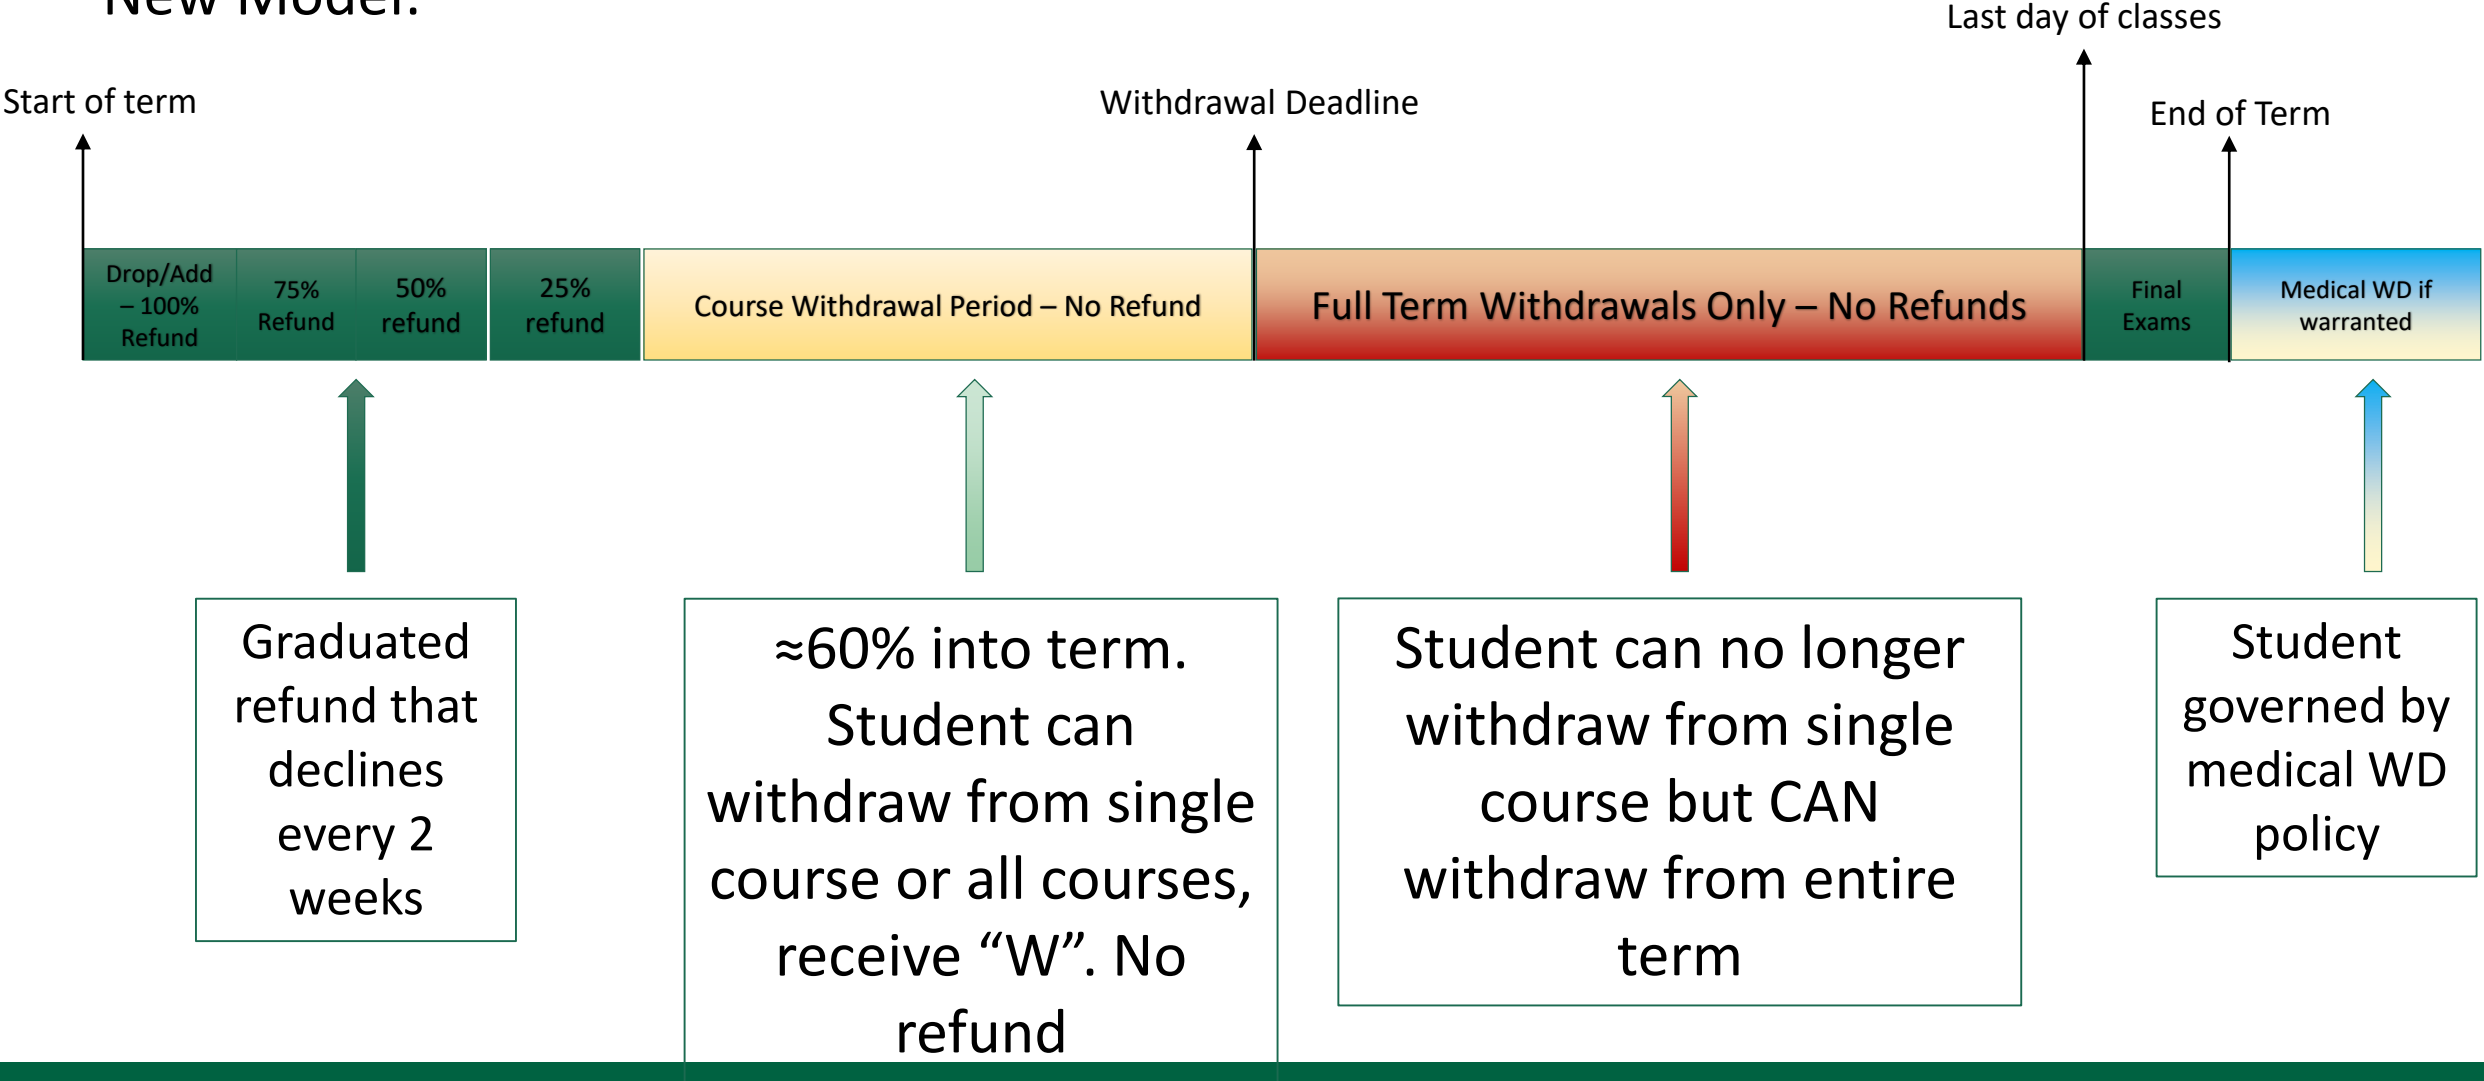 New Model:
Last day of classes
Start of term
Withdrawal Deadline
End of Term
Drop/Add
– 100%
Refund
75%
Refund
50%
refund
25%
refund
Course Withdrawal Period – No Refund
Full Term Withdrawals Only – No Refunds
Final
Exams
Medical WD if
warranted
Graduated
refund that
declines
every 2
weeks
≈60% into term.
Student can
withdraw from single
course or all courses,
receive “W”. No
refund
Student can no longer
withdraw from single
course but CAN
withdraw from entire
term
Student
governed by
medical WD
policy